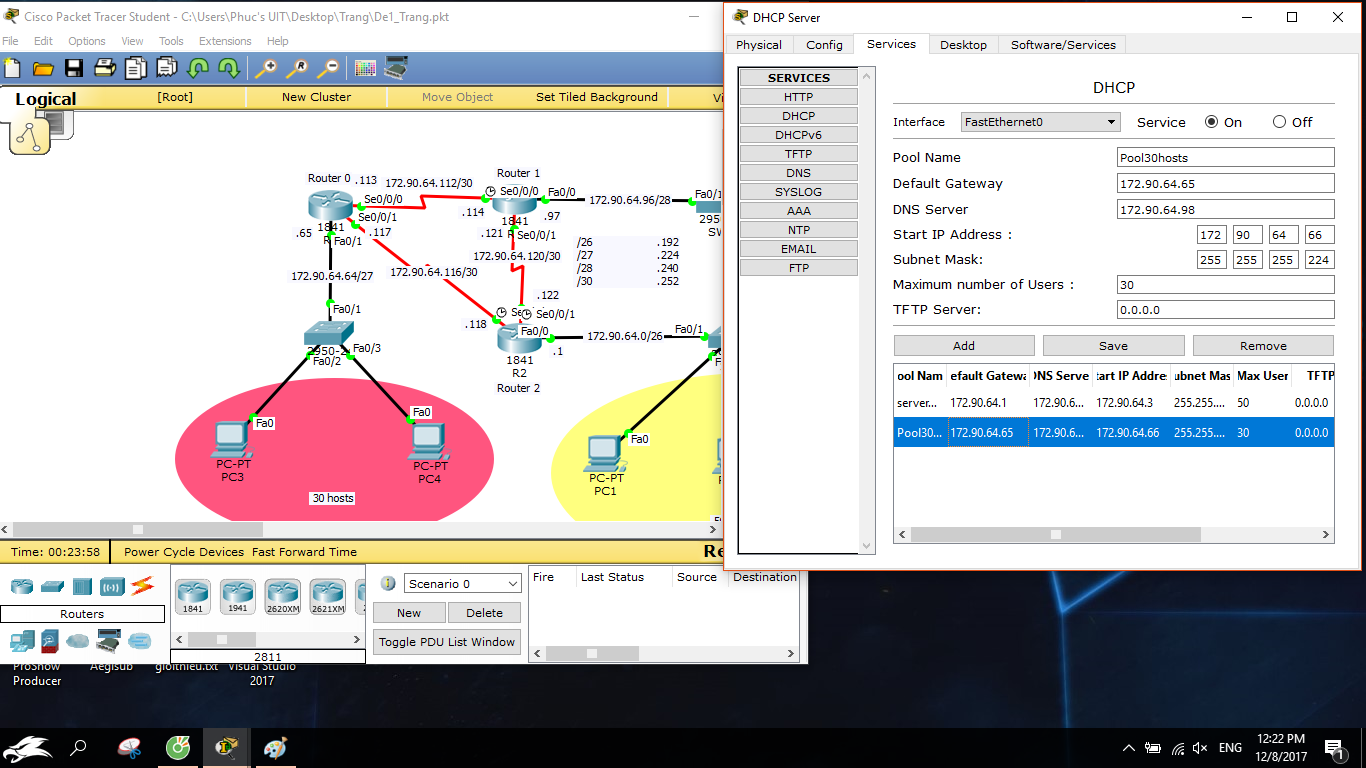 Cisco Packet Tracer Student - C:\Users\Phuc's UIT\Desktop\Trang\De1_Trang.pkt
File Edit Options View Tools Extensions Help
Logical [Root] New Cluster Move Object Set Tiled Background Vi
Router 0 .113 172.90.64.112/30 Router 1
Se0/0/0 Se0/0/0 Fa0/0 Fa0/1
172.90.64.96/28
Se0/0/1 .114 .97 295
.65 1841 .117 1841 SW
R Fa0/1 .121 R Se0/0/1
/26 .192
172.90.64.120/30 /27 .224
172.90.64.64/27 172.90.64.116/30 /28 .240
/30 .252
.122
Fa0/1 Se Se0/0/1
.118 Fa0/0 172.90.64.0/26 Fa0/1
2950-2 Fa0/3 .1
Fa0/2 1841
R2
Router 2
Fa0
Fa0 Fa0
PC-PT PC-PT PC-PT
PC3 PC4 PC1
30 hosts
Time: 00:23:58 Power Cycle Devices Fast Forward Time Re
Routers
1841 1941 2620XM 2621XM
2811
Scenario 0
New Delete
Toggle PDU List Window
Fire Last Status Source Destination
DHCP Server
Physical Config Services Desktop Software/Services
SERVICES
HTTP
DHCP
DHCPv6
TFTP
DNS
SYSLOG
AAA
NTP
EMAIL
FTP
DHCP
Interface FastEthernet0 Service On Off
Pool Name Pool30hosts
Default Gateway 172.90.64.65
DNS Server 172.90.64.98
Start IP Address : 172 90 64 66
Subnet Mask: 255 255 255 224
Maximum number of Users : 30
TFTP Server: 0.0.0.0
Add Save Remove
ool Nam efault Gatewa ONS Serve tart IP Addre ubnet Mas Max User TFTP
server... 172.90.64.1 172.90.6... 172.90.64.3 255.255.... 50 0.0.0.0
Pool30... 172.90.64.65 172.90.6... 172.90.64.66 255.255.... 30 0.0.0.0
ProShow Producer
Aegisub
gioithieu.txt
Visual Studio 2017
ENG
12:22 PM
12/8/2017
1